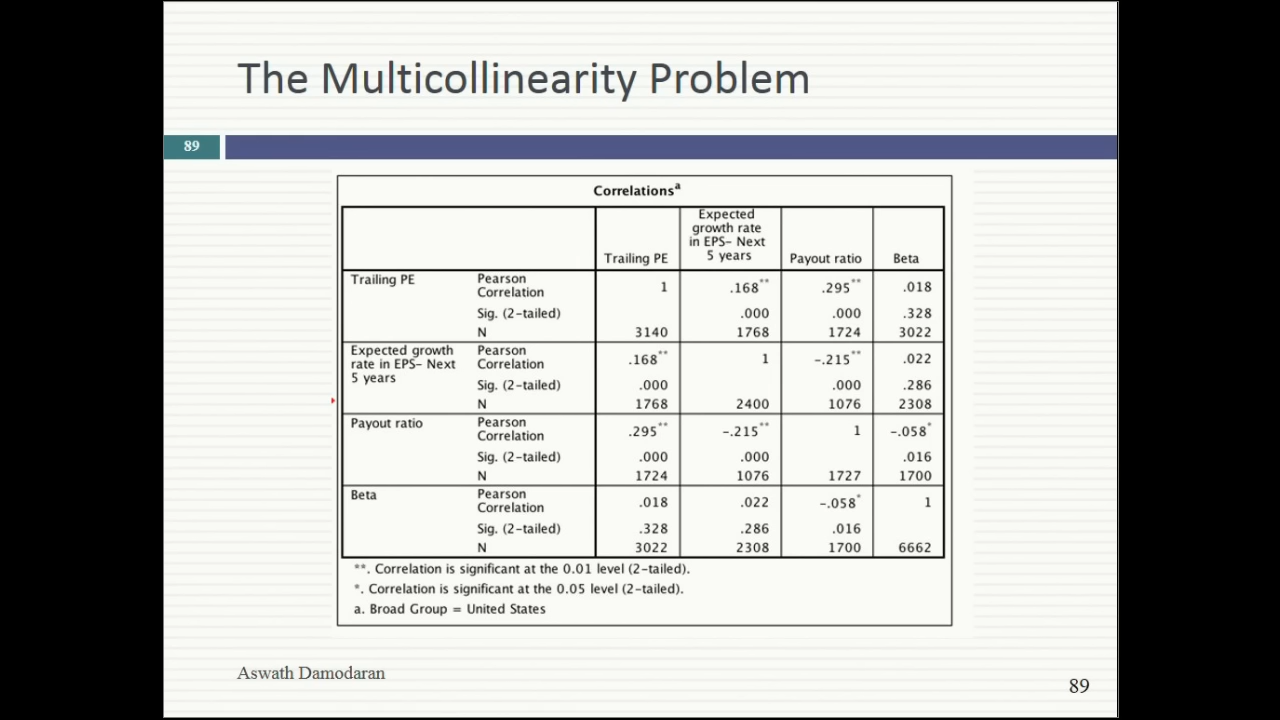 The Multicollinearity Problem
89
Correlationsa
Expected
growth rate
in EPS– Next
5 years
Trailing PE Payout ratio Beta
Trailing PE Pearson
Correlation 1 .168** .295** .018
Sig. (2–tailed) .000 .000 .328
N 3140 1768 1724 3022
Expected growth Pearson
rate in EPS– Next Correlation .168** 1 –.215** .022
5 years
Sig. (2–tailed) .000 .000 .286
N 1768 2400 1076 2308
Payout ratio Pearson
Correlation .295** –.215** 1 –.058*
Sig. (2–tailed) .000 .000 .016
N 1724 1076 1727 1700
Beta Pearson
Correlation .018 .022 –.058* 1
Sig. (2–tailed) .328 .286 .016
N 3022 2308 1700 6662
**. Correlation is significant at the 0.01 level (2–tailed).
*. Correlation is significant at the 0.05 level (2–tailed).
a. Broad Group = United States
Aswath Damodaran
89